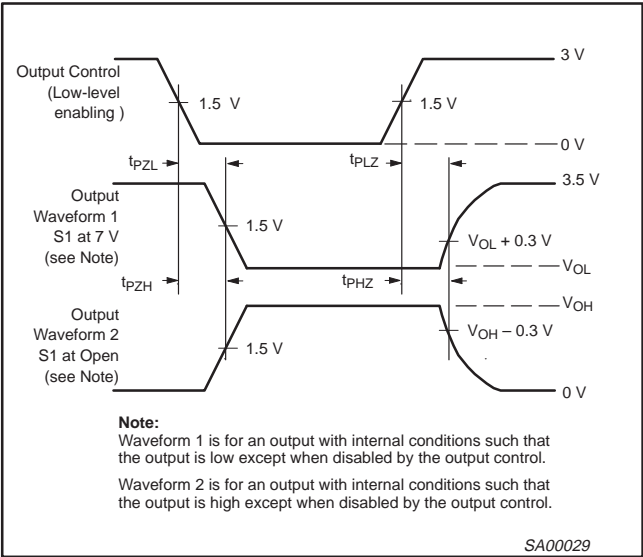 Output Control
(Low-level
enabling )
1.5 V
1.5 V
3 V
0 V
tPZL
tPLZ
Output
Waveform 1
S1 at 7 V
(see Note)
1.5 V
3.5 V
VOL + 0.3 V
VOL
tPZH
tPHZ
VOH
Output
Waveform 2
S1 at Open
(see Note)
1.5 V
VOH – 0.3 V
0 V
Note:
Waveform 1 is for an output with internal conditions such that
the output is low except when disabled by the output control.
Waveform 2 is for an output with internal conditions such that
the output is high except when disabled by the output control.
SA00029